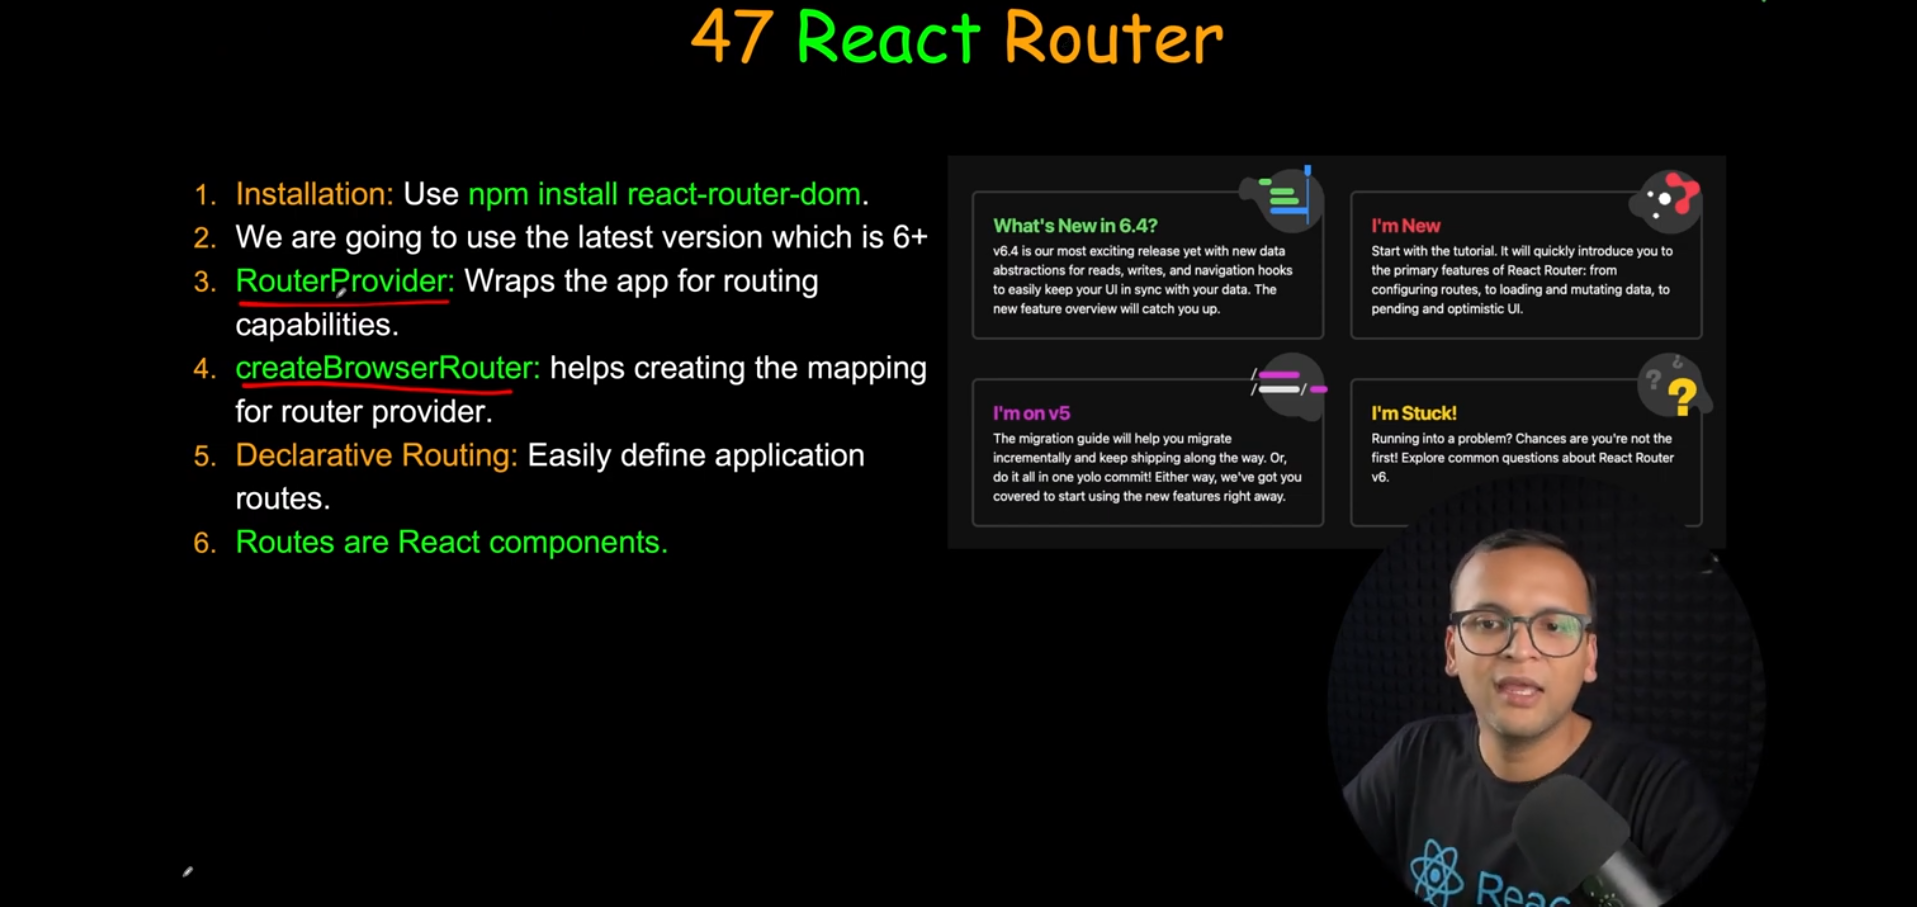 47 React Router
1. Installation: Use npm install react-router-dom.
2. We are going to use the latest version which is 6+
3. RouterProvider: Wraps the app for routing
capabilities.
4. createBrowserRouter: helps creating the mapping
for router provider.
5. Declarative Routing: Easily define application
routes.
6. Routes are React components.
What's New in 6.4?
v6.4 is our most exciting release yet with new data
abstractions for reads, writes, and navigation hooks
to easily keep your UI in sync with your data. The
new feature overview will catch you up.
I'm New
Start with the tutorial. It will quickly introduce you to
the primary features of React Router: from
configuring routes, to loading and mutating data, to
pending and optimistic UI.
I'm on v5
The migration guide will help you migrate
incrementally and keep shipping along the way. Or,
do it all in one yolo commit! Either way, we've got you
covered to start using the new features right away.
I'm Stuck!
Running into a problem? Chances are you're not the
first! Explore common questions about React Router
v6.